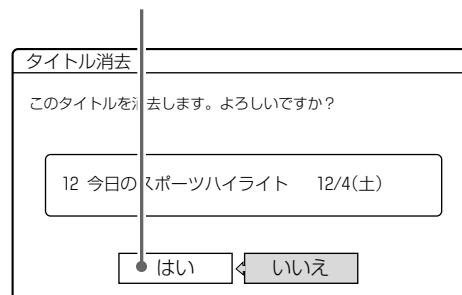 タイトル消去
このタイトルを消去します。よろしいですか？
12 今日のスポーツハイライト 12/4(土)
はい いいえ